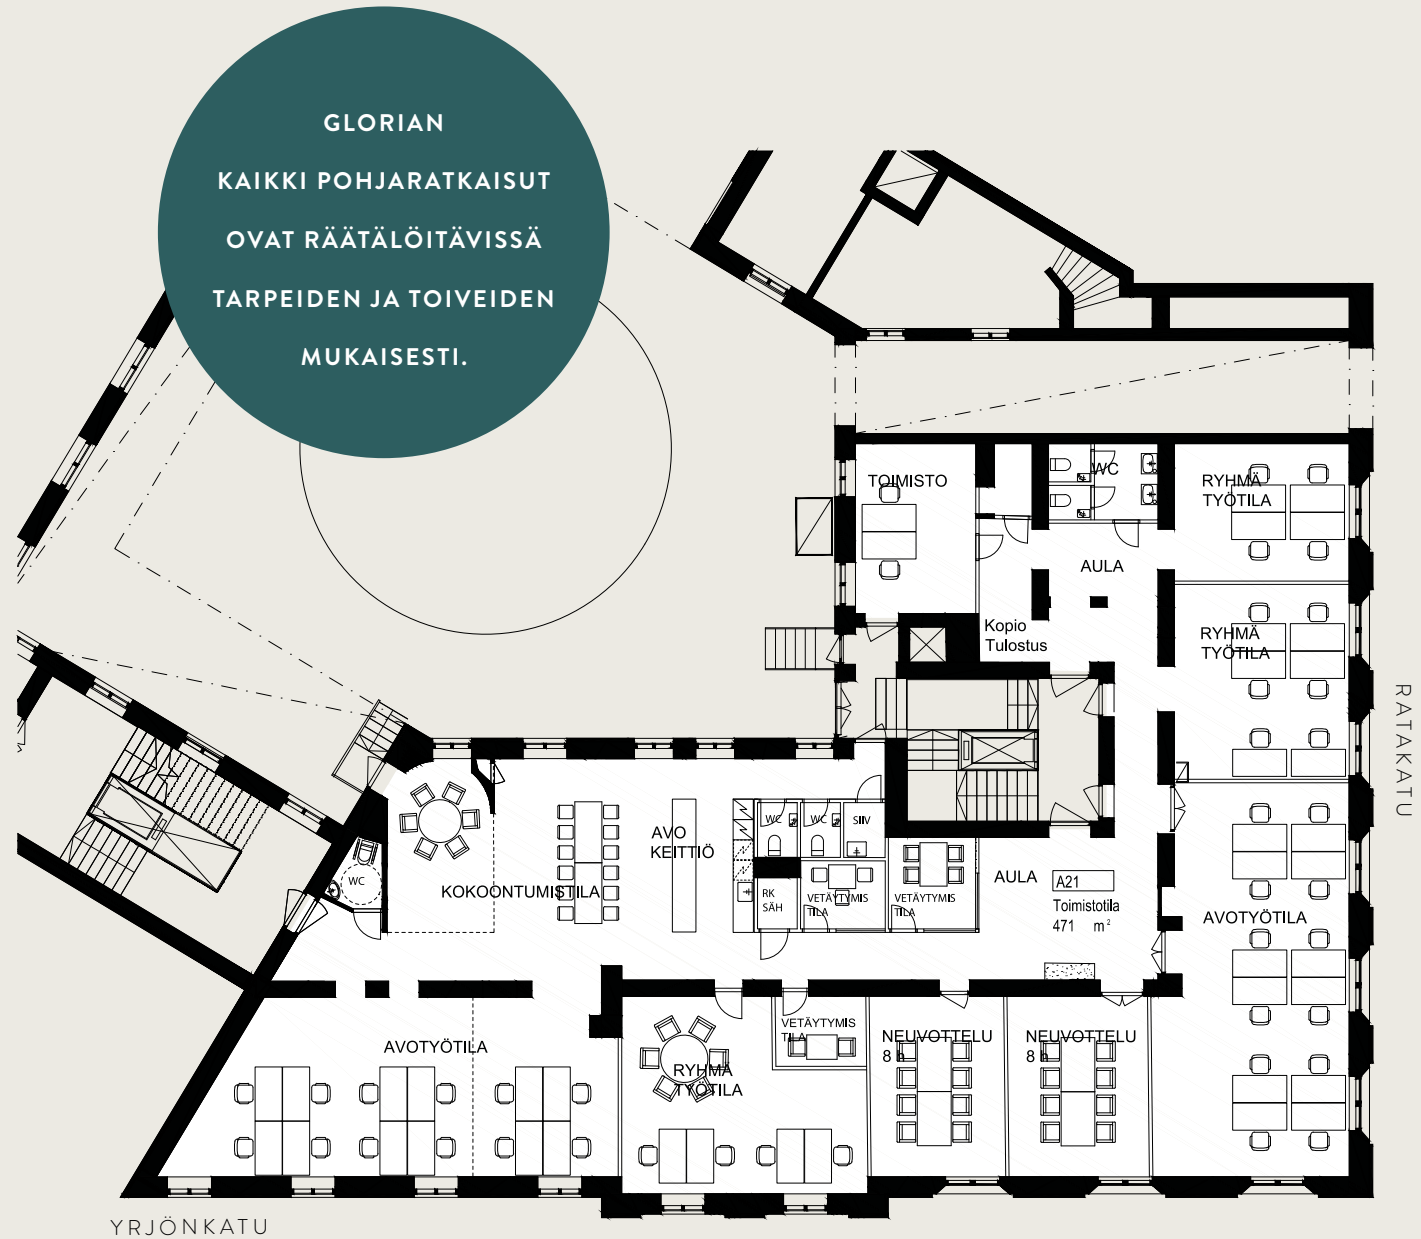 GLORIAN
KAIKKI POHJARATKAISUT
OVAT RÄÄTÄLÖITÄVISSÄ
TARPEIDEN JA TOIVEIDEN
MUKAISESTI.
TOIMISTO
WC
RYHMÄ
TYÖTILA
AULA
Kopio
Tulostus
RYHMÄ
TYÖTILA
RATAKATU
AVO
KEITTIÖ
WC
WC
SIIV
KOKOONTUMISTILA
WC
RK
SÄH
VETÄYTYMIS
TILA
VETÄYTYMIS
TILA
AULA
A21
Toimistotila
471 m²
AVOTYÖTILA
AVOTYÖTILA
RYHMÄ
TYÖTILA
VETÄYTYMIS
TILA
NEUVOTTELU
8 h
NEUVOTTELU
8 h
YRJÖNKATU